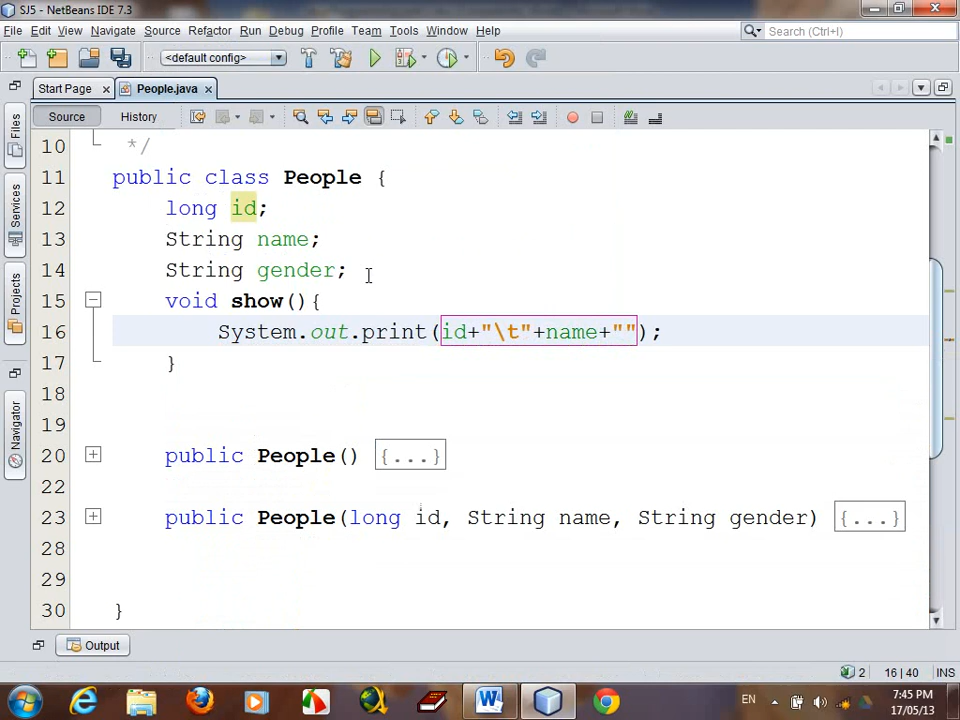 SJ5 - NetBeans IDE 7.3
File Edit View Navigate Source Refactor Run Debug Profile Team Tools Window Help
Search (Ctrl+I)
<default config>
Start Page
People.java
Source
History
Files
Services
Projects
Navigator
10 */
11 public class People {
12 long id;
13 String name;
14 String gender;
15 void show(){
16 System.out.print(id+"\t"+name+"");
17 }
18
19
20 public People() {...}
22
23 public People(long id, String name, String gender) {...}
28
29
30 }
Output
2
16 | 40
INS
EN
7:45 PM
17/05/13